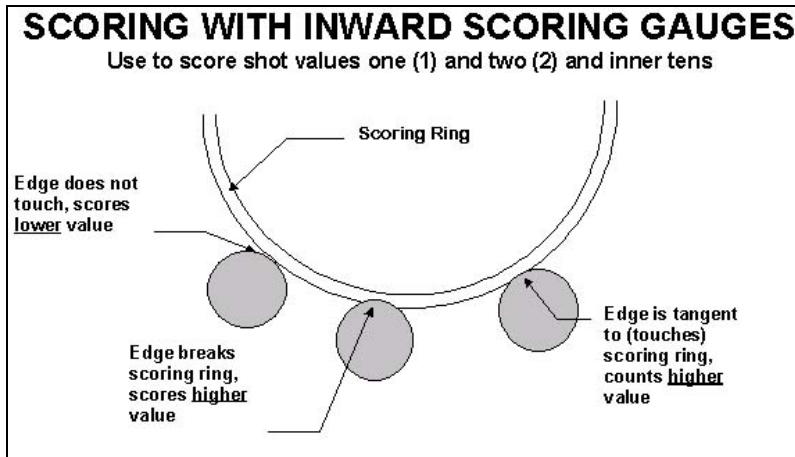 SCORING WITH INWARD SCORING GAUGES
Use to score shot values one (1) and two (2) and inner tens
Scoring Ring
Edge does not
touch, scores
lower value
Edge breaks
scoring ring,
scores higher
value
Edge is tangent
to (touches)
scoring ring,
counts higher
value